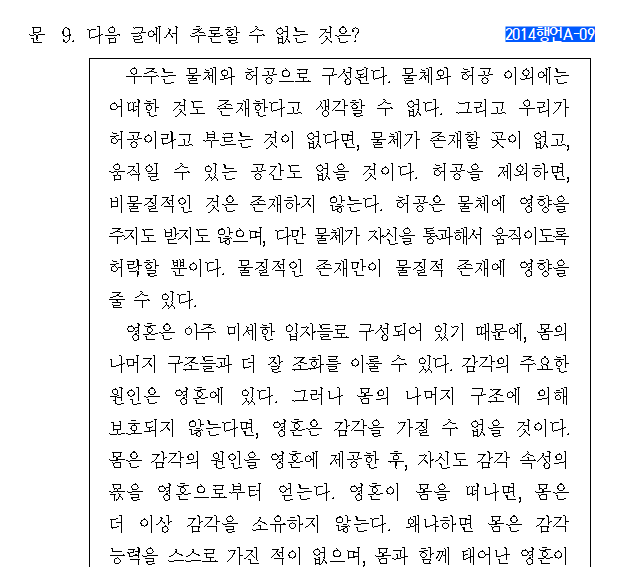 문 9. 다음 글에서 추론할 수 없는 것은? 2014행언A-09
우주는 물체와 허공으로 구성된다. 물체와 허공 이외에는
어떠한 것도 존재한다고 생각할 수 없다. 그리고 우리가
허공이라고 부르는 것이 없다면, 물체가 존재할 곳이 없고,
움직일 수 있는 공간도 없을 것이다. 허공을 제외하면,
비물질적인 것은 존재하지 않는다. 허공은 물체에 영향을
주지도 받지도 않으며, 다만 물체가 자신을 통과해서 움직이도록
허락할 뿐이다. 물질적인 존재만이 물질적 존재에 영향을
줄 수 있다.
영혼은 아주 미세한 입자들로 구성되어 있기 때문에, 몸의
나머지 구조들과 더 잘 조화를 이룰 수 있다. 감각의 주요한
원인은 영혼에 있다. 그러나 몸의 나머지 구조에 의해
보호되지 않는다면, 영혼은 감각을 가질 수 없을 것이다.
몸은 감각의 원인을 영혼에 제공한 후, 자신도 감각 속성의
몫을 영혼으로부터 얻는다. 영혼이 몸을 떠나면, 몸은
더 이상 감각을 소유하지 않는다. 왜냐하면 몸은 감각
능력을 스스로 가진 적이 없으며, 몸과 함께 태어난 영혼이